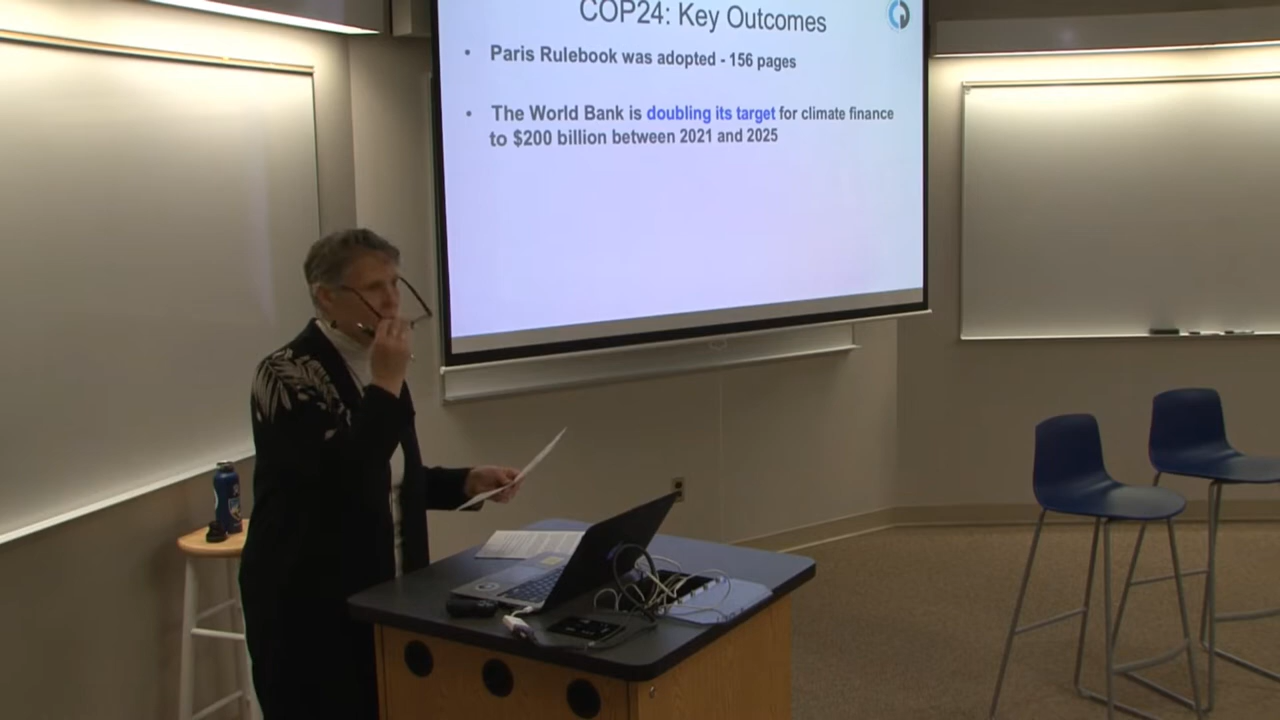 COP24: Key Outcomes
• Paris Rulebook was adopted - 156 pages
• The World Bank is doubling its target for climate finance
to $200 billion between 2021 and 2025